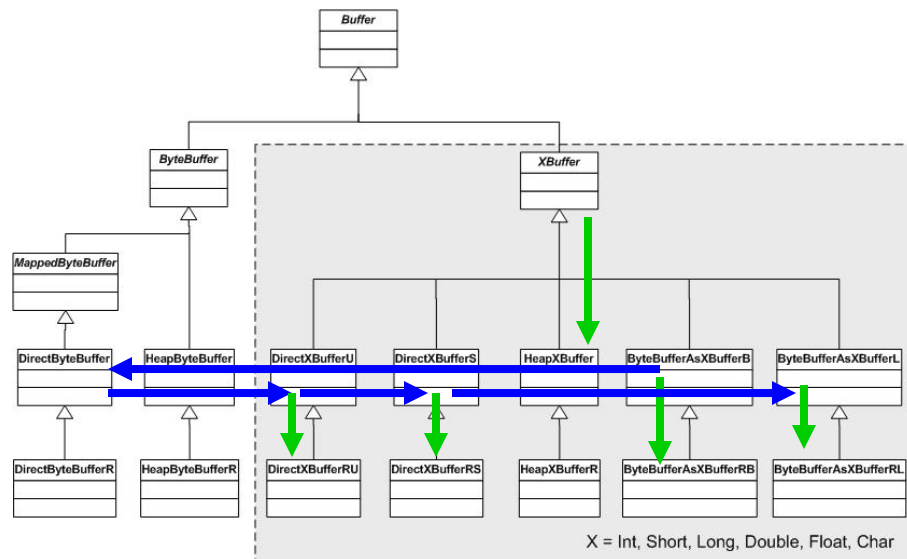 Buffer
ByteBuffer
XBuffer
MappedByteBuffer
DirectByteBuffer
HeapByteBuffer
DirectXBufferU
DirectXBufferS
HeapXBuffer
ByteBufferAsXBufferB
ByteBufferAsXBufferL
DirectByteBufferR
HeapByteBufferR
DirectXBufferRU
DirectXBufferRS
HeapXBufferR
ByteBufferAsXBufferRB
ByteBufferAsXBufferRL
X = Int, Short, Long, Double, Float, Char